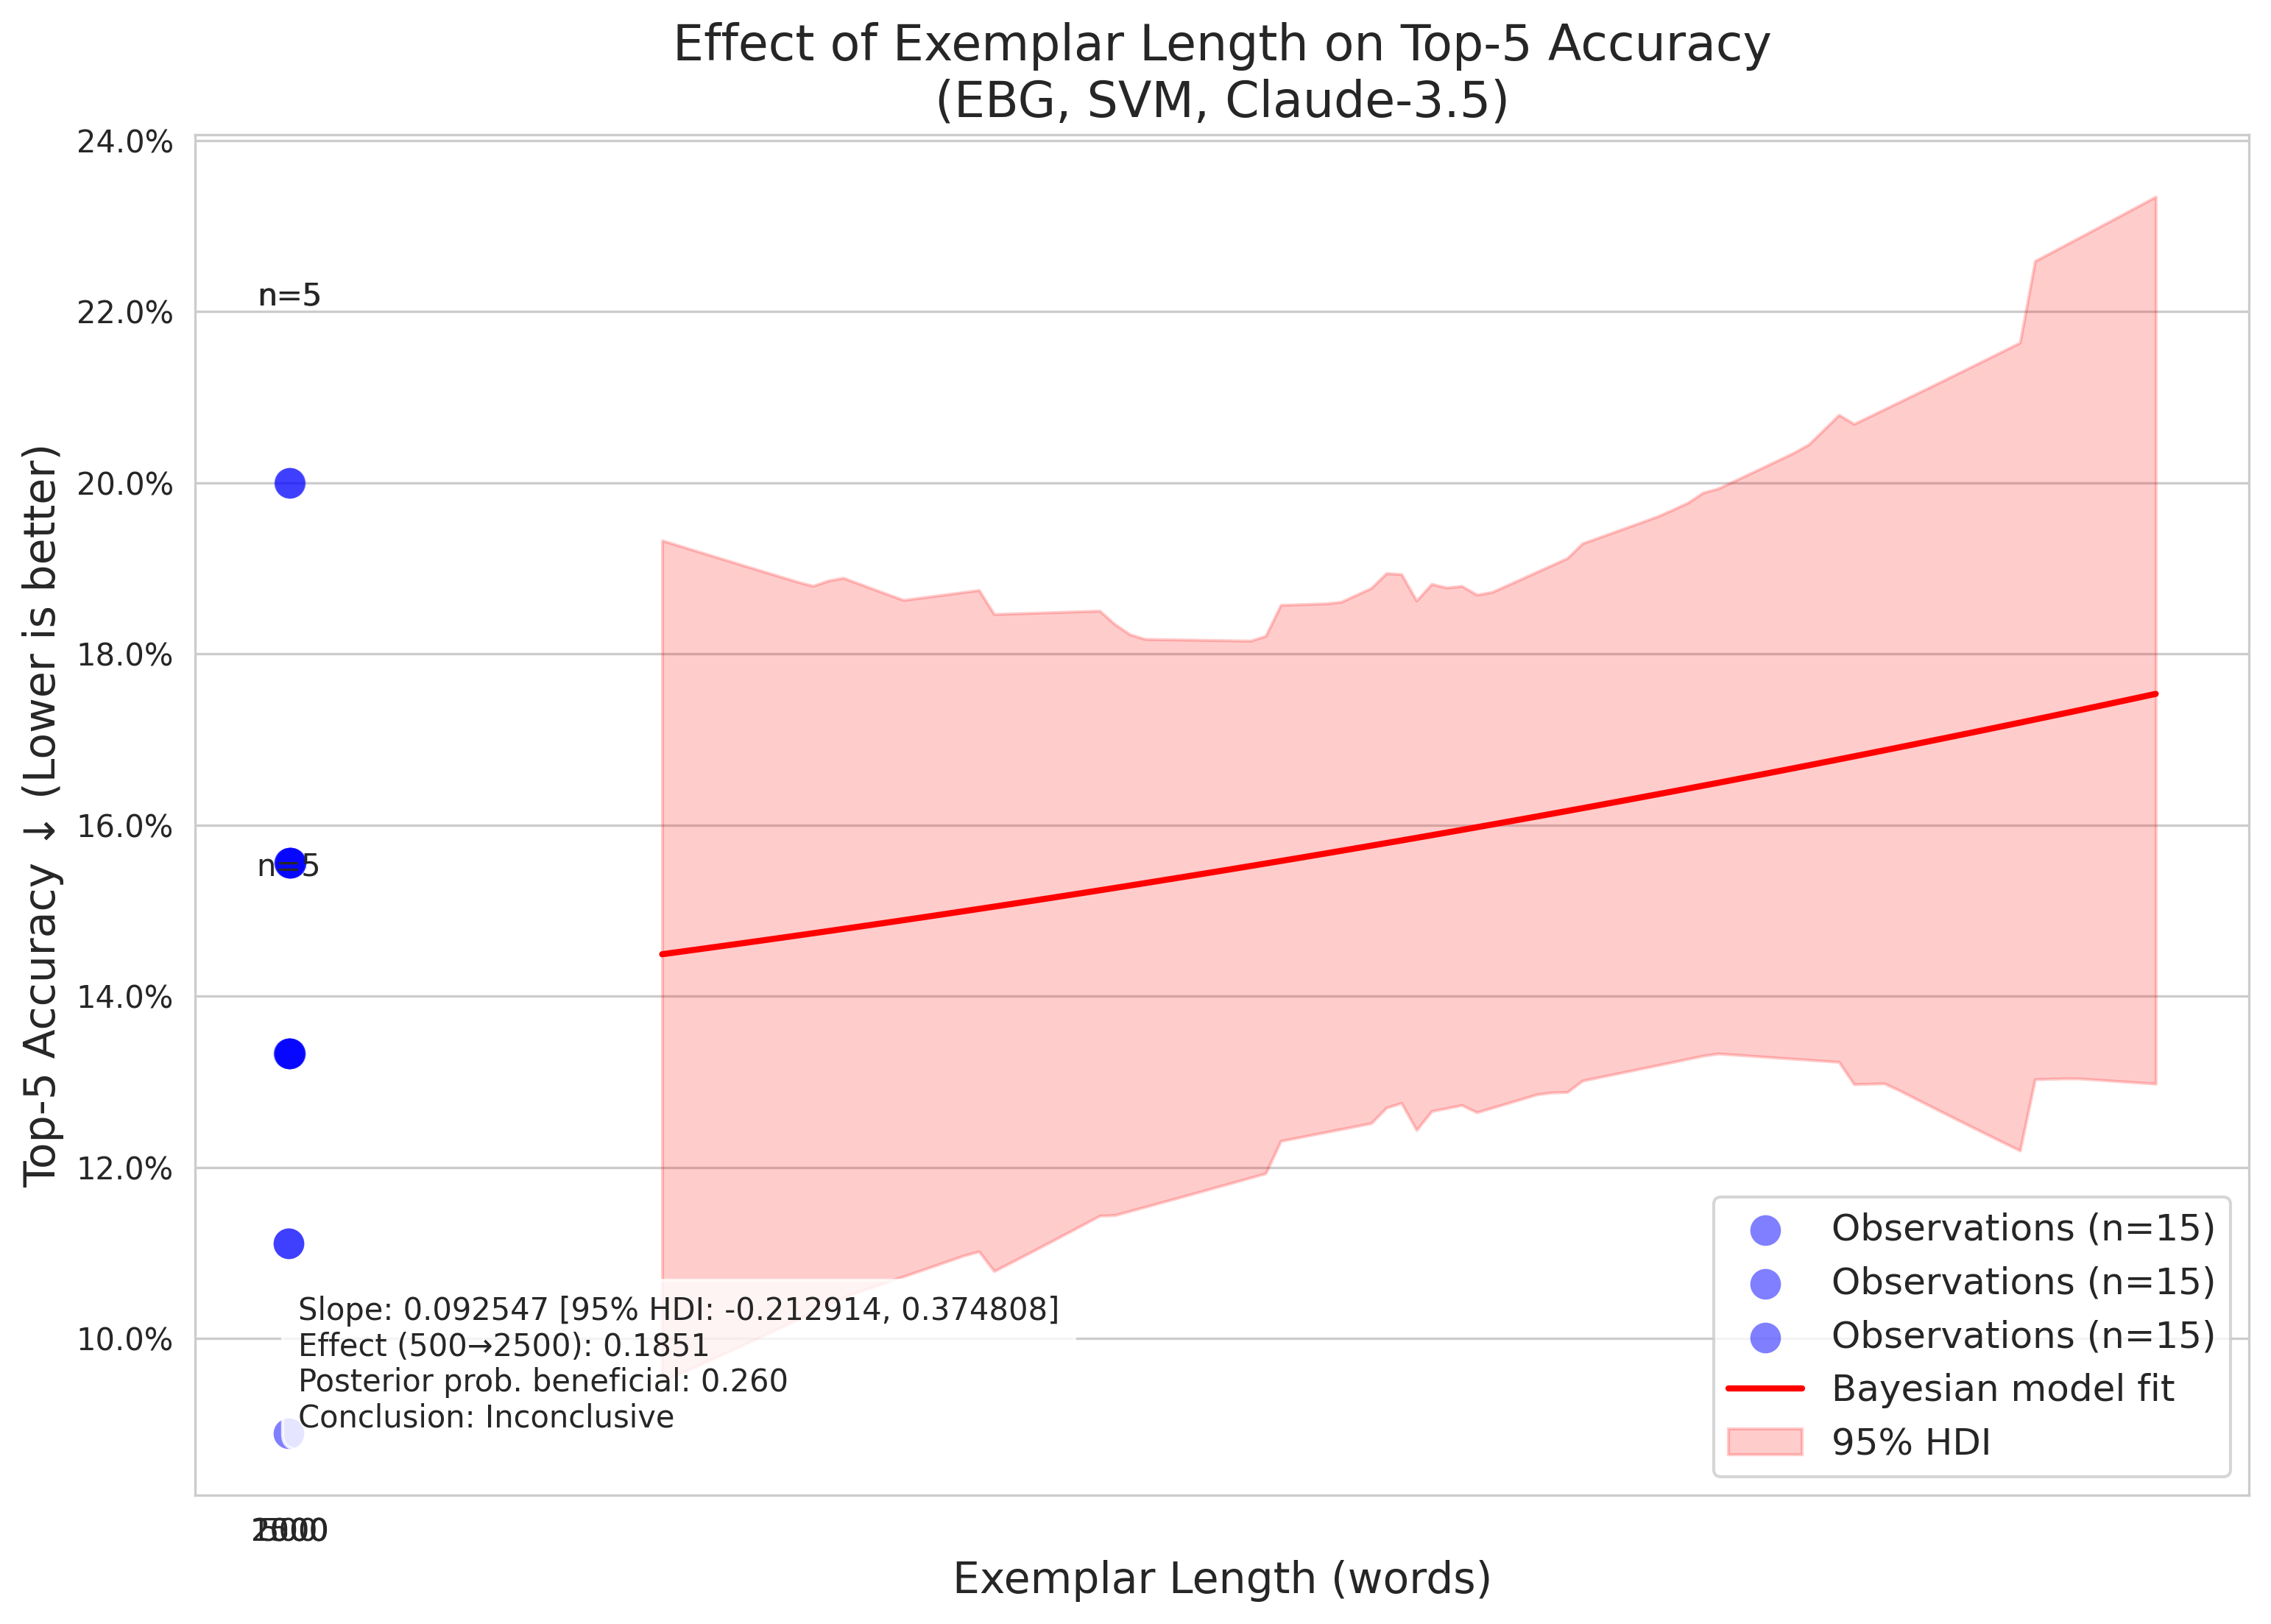 Effect of Exemplar Length on Top-5 Accuracy
(EBG, SVM, Claude-3.5)
Top-5 Accuracy ↓ (Lower is better)
24.0%
22.0%
20.0%
18.0%
16.0%
14.0%
12.0%
10.0%
n=5
n=5
Slope: 0.092547 [95% HDI: -0.212914, 0.374808]
Effect (500→2500): 0.1851
Posterior prob. beneficial: 0.260
Conclusion: Inconclusive
Observations (n=15)
Observations (n=15)
Observations (n=15)
Bayesian model fit
95% HDI
Exemplar Length (words)